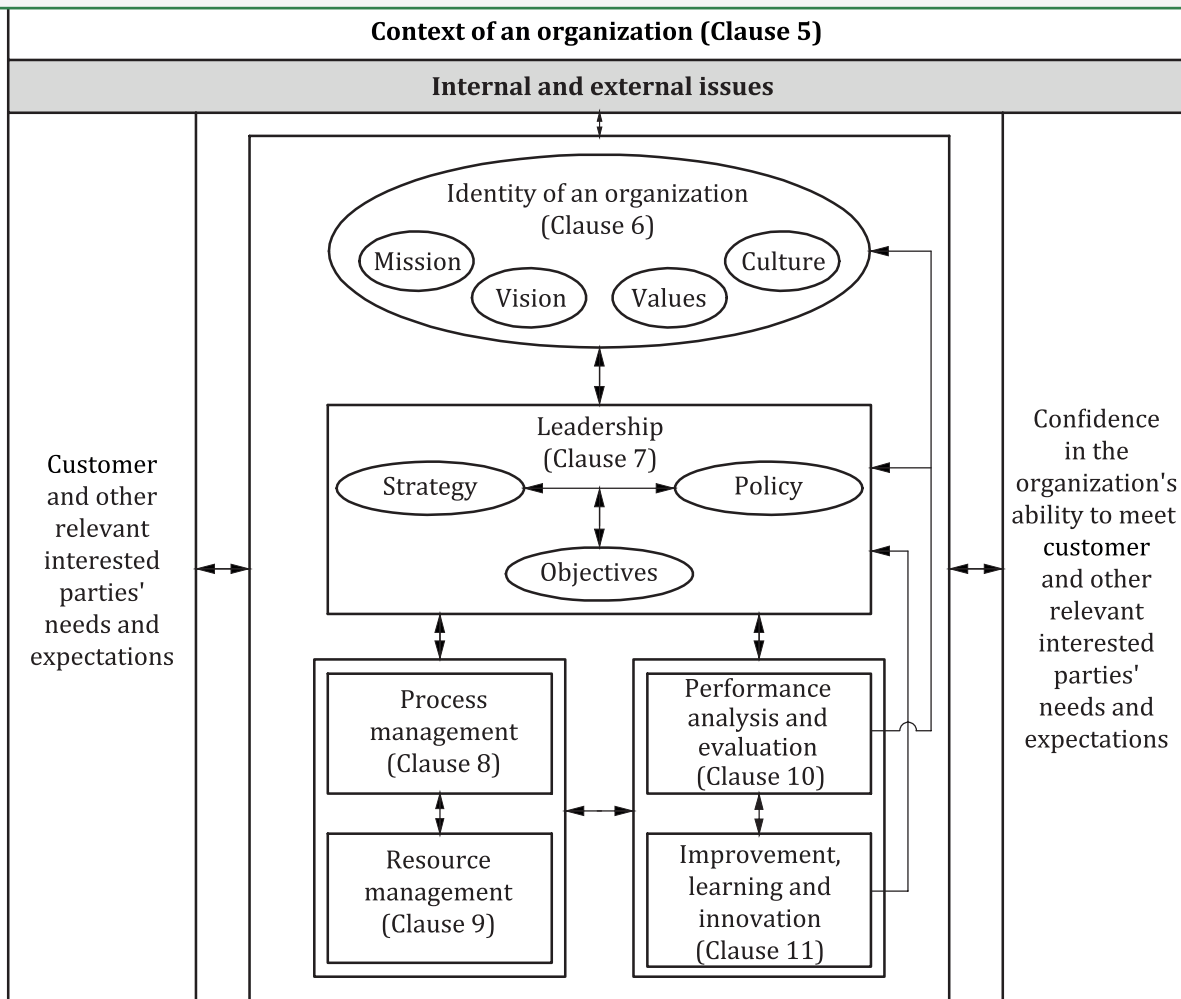 Context of an organization (Clause 5)
Internal and external issues
Customer
and other
relevant
interested
parties'
needs and
expectations
Identity of an organization
(Clause 6)
Mission
Vision
Values
Culture
Leadership
(Clause 7)
Strategy
Policy
Objectives
Process
management
(Clause 8)
Resource
management
(Clause 9)
Performance
analysis and
evaluation
(Clause 10)
Improvement,
learning and
innovation
(Clause 11)
Confidence
in the
organization's
ability to meet
customer
and other
relevant
interested
parties'
needs and
expectations